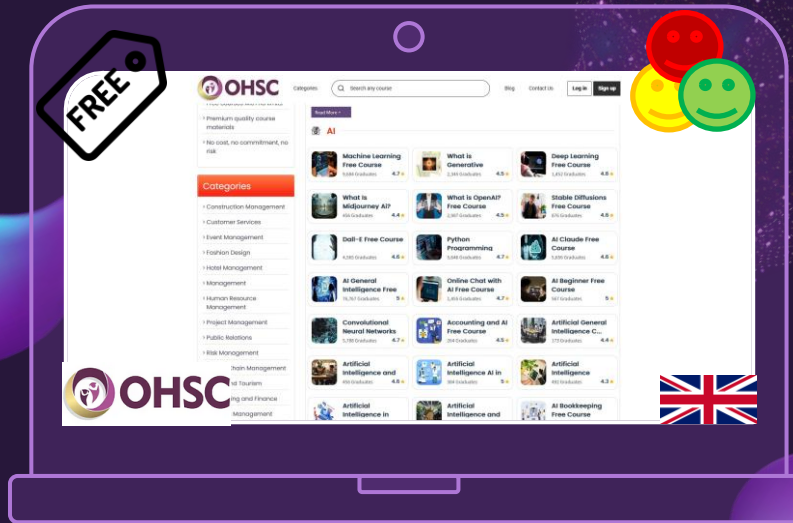 FREE
OHSC
Categories
Search any course
Blog
Contact Us
Log in
Sign up
Premium quality course
materials
No cost, no commitment, no
risk
Categories
Construction Management
Customer Services
Event Management
Fashion Design
Hotel Management
Management
Human Resource
Management
Project Management
Public Relations
Risk Management
hain Management
Tourism
ng and Finance
Management
OHSC
Read More
AI
Machine Learning
Free Course
4.7
What is
Generative
4.5
Deep Learning
Free Course
4.6
What is
Midjourney AI?
4.4
What is OpenAI?
Free Course
4.5
Stable Diffusions
Free Course
4.6
Dall-E Free Course
4.6
Python
Programming
4.7
AI Claude Free
Course
4.6
AI General
Intelligence Free
5
Online Chat with
AI Free Course
4.7
AI Beginner Free
Course
5
Convolutional
Neural Networks
4.7
Accounting and AI
Free Course
4.5
Artificial General
Intelligence C...
4.4
Artificial
Intelligence and
4.6
Artificial
Intelligence AI in
5
Artificial
Intelligence
4.3
Artificial
Intelligence in
Artificial
Intelligence and
AI Bookkeeping
Free Course